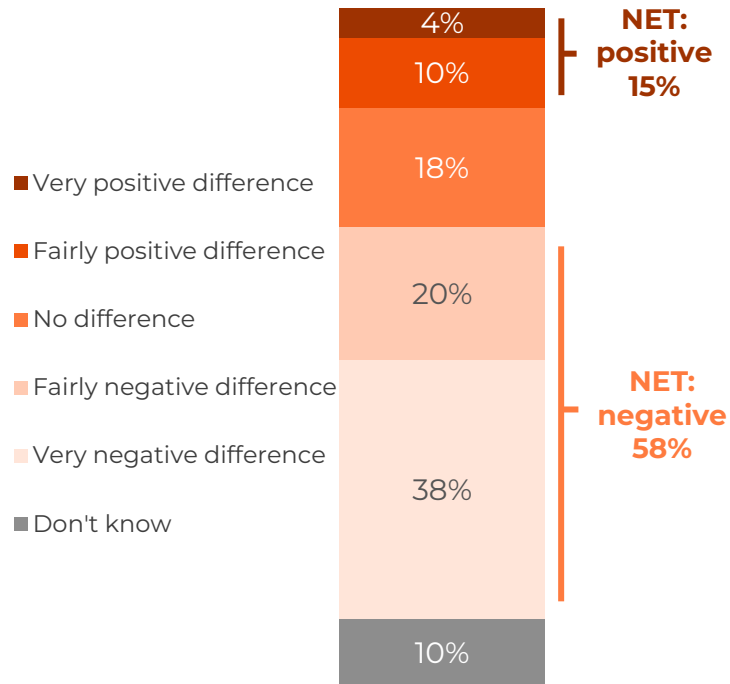 Very positive difference
Fairly positive difference
No difference
Fairly negative difference
Very negative difference
Don't know
4%
10%
18%
20%
38%
10%
NET:
positive
15%
NET:
negative
58%